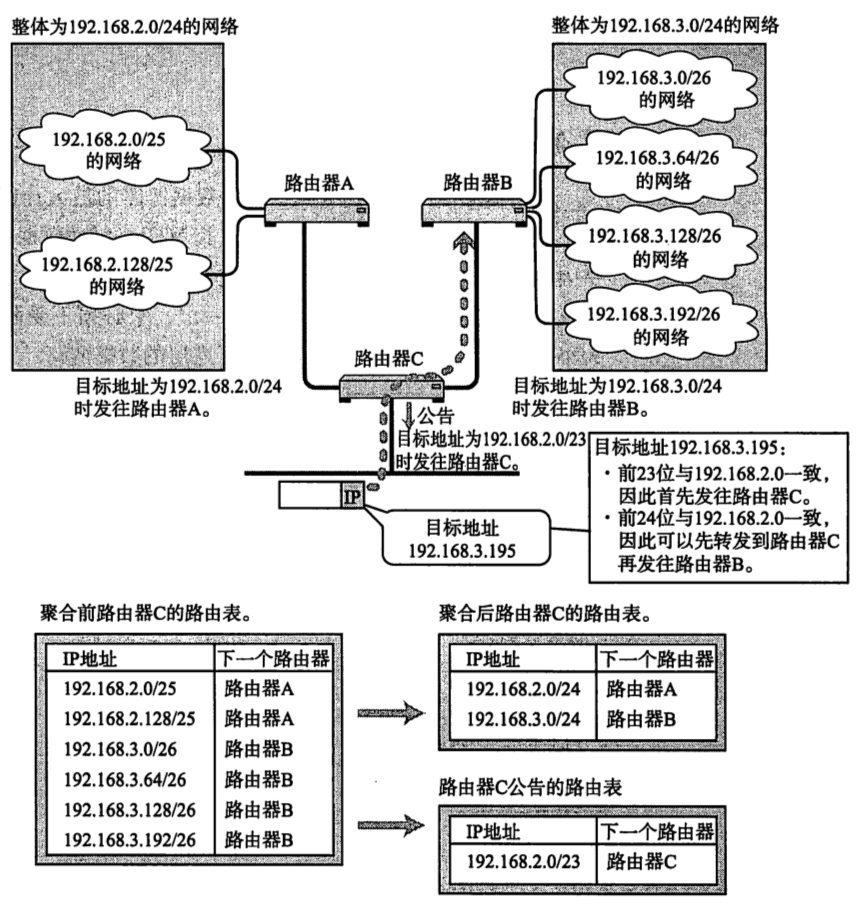 整体为192.168.2.0/24的网络
整体为192.168.3.0/24的网络
192.168.2.0/25
的网络
192.168.2.128/25
的网络
路由器A
路由器B
192.168.3.0/26
的网络
192.168.3.64/26
的网络
192.168.3.128/26
的网络
192.168.3.192/26
的网络
路由器C
目标地址为192.168.2.0/24
时发往路由器A。
目标地址为192.168.3.0/24
时发往路由器B。
公告
目标地址为192.168.2.0/23
时发往路由器C。
IP
目标地址
192.168.3.195
目标地址192.168.3.195：
·前23位与192.168.2.0一致，
因此首先发往路由器C。
·前24位与192.168.2.0一致，
因此可以先转发到路由器C
再发往路由器B。
聚合前路由器C的路由表。
IP地址 下一个路由器
192.168.2.0/25 路由器A
192.168.2.128/25 路由器A
192.168.3.0/26 路由器B
192.168.3.64/26 路由器B
192.168.3.128/26 路由器B
192.168.3.192/26 路由器B
聚合后路由器C的路由表。
IP地址 下一个路由器
192.168.2.0/24 路由器A
192.168.3.0/24 路由器B
路由器C公告的路由表
IP地址 下一个路由器
192.168.2.0/23 路由器C